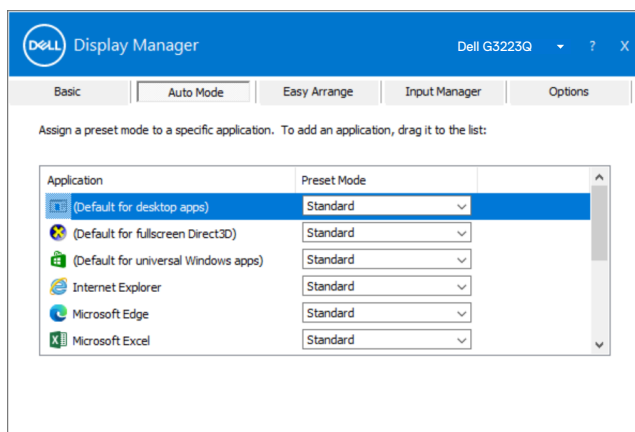 DELL Display Manager Dell G3223Q ? X
Basic Auto Mode Easy Arrange Input Manager Options
Assign a preset mode to a specific application. To add an application, drag it to the list:
Application Preset Mode
(Default for desktop apps) Standard
(Default for fullscreen Direct3D) Standard
(Default for universal Windows apps) Standard
Internet Explorer Standard
Microsoft Edge Standard
Microsoft Excel Standard